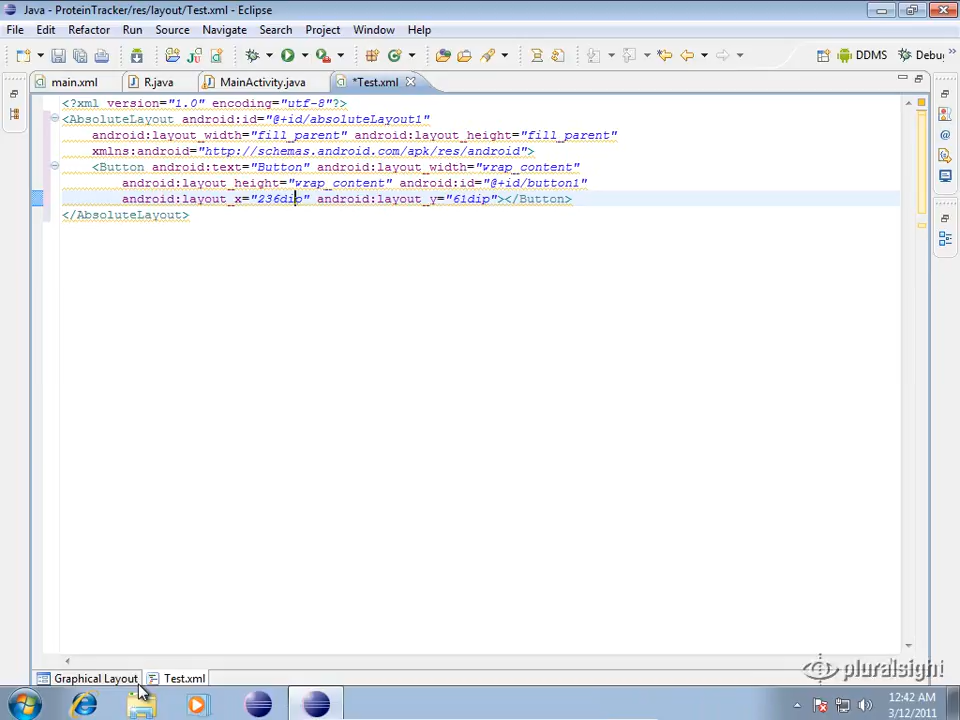 Java - ProteinTracker/res/layout/Test.xml - Eclipse
File Edit Refactor Run Source Navigate Search Project Window Help
DDMS Debu
main.xml R.java MainActivity.java *Test.xml
<?xml version="1.0" encoding="utf-8"?>
<AbsoluteLayout android:id="@+id/absoluteLayout1"
android:layout_width="fill_parent" android:layout_height="fill_parent"
xmlns:android="http://schemas.android.com/apk/res/android">
<Button android:text="Button" android:layout_width="wrap_content"
android:layout_height="wrap_content" android:id="@+id/button1"
android:layout_x="236dip" android:layout_y="61dip"></Button>
</AbsoluteLayout>
Graphical Layout Test.xml
pluralsight
12:42 AM
3/12/2011